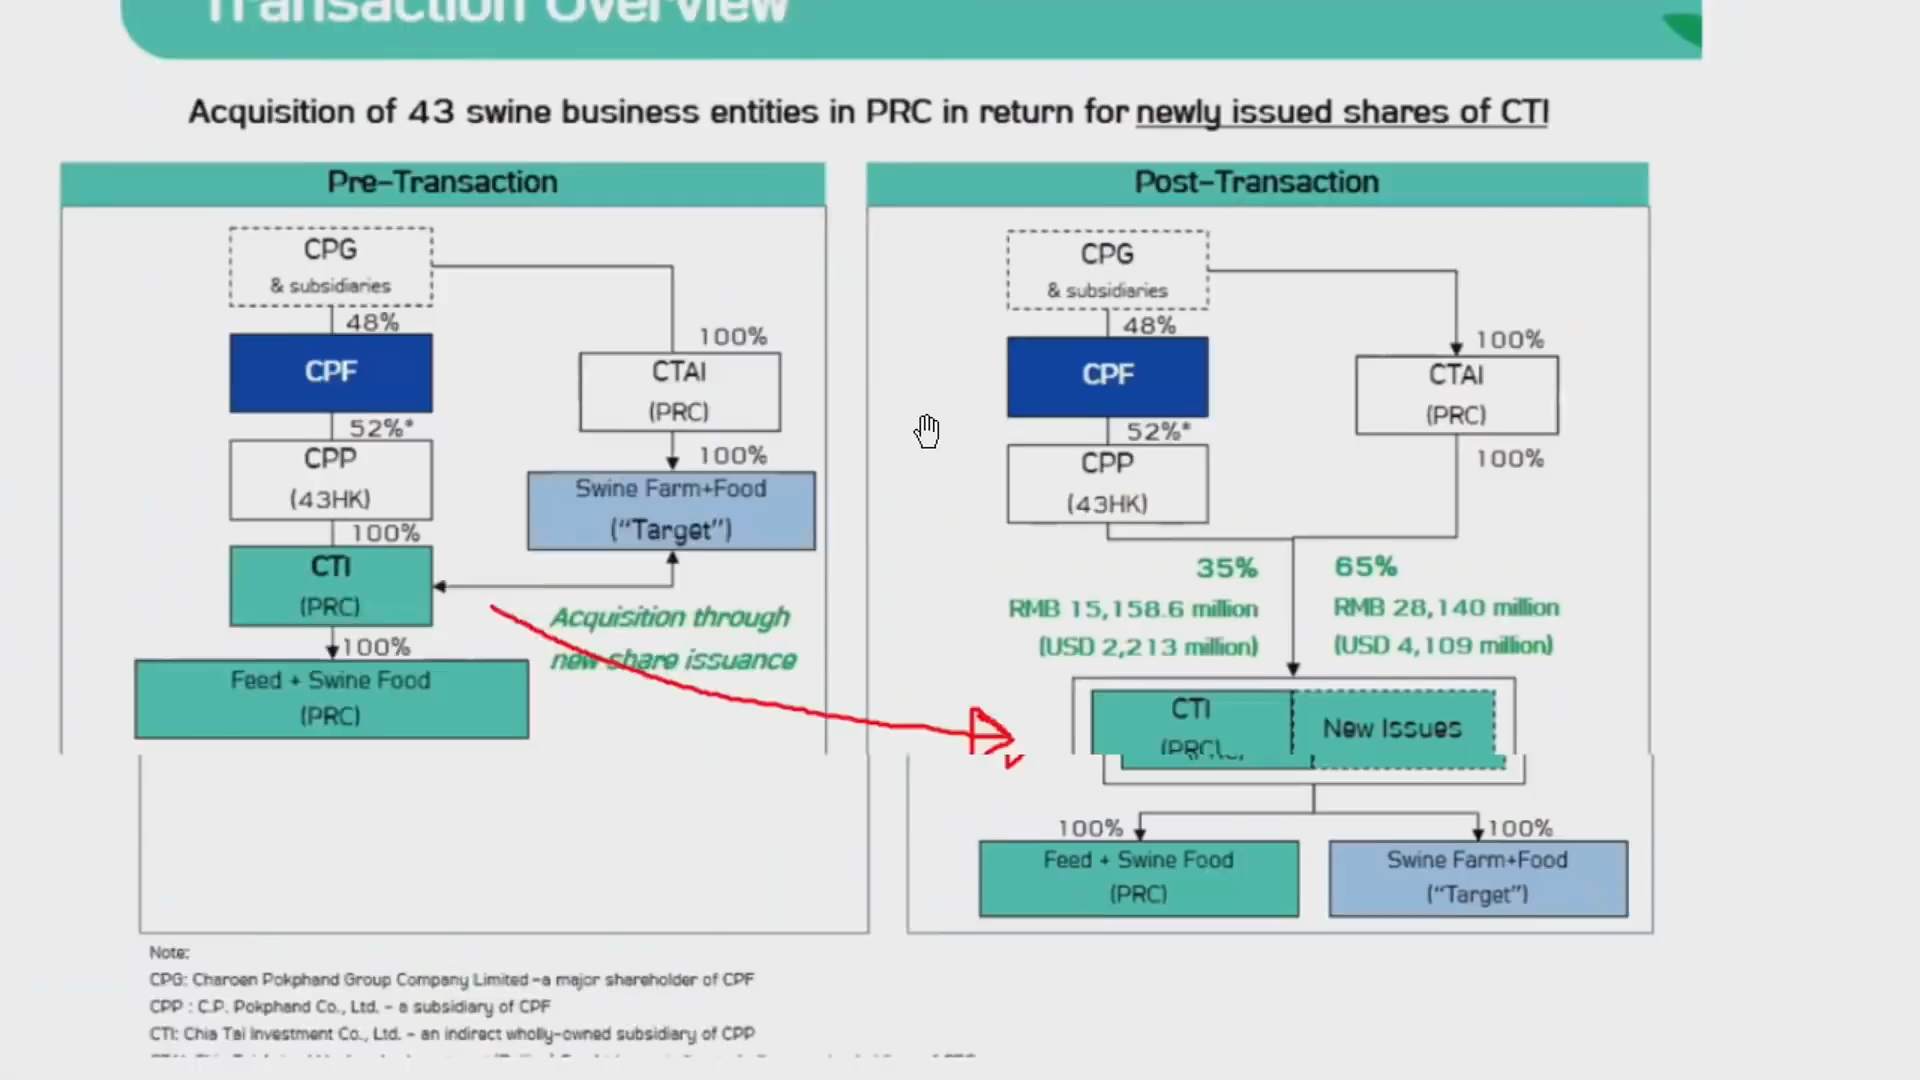 Transaction Overview
Acquisition of 43 swine business entities in PRC in return for newly issued shares of CTI
Pre-Transaction
CPG
& subsidiaries
48%
CPF
52%*
CPP
(43HK)
100%
CTI
(PRC)
100%
Feed + Swine Food
(PRC)
100%
CTAI
(PRC)
100%
Swine Farm+Food
("Target")
Acquisition through
new share issuance
Post-Transaction
CPG
& subsidiaries
48%
CPF
52%*
CPP
(43HK)
100%
CTAI
(PRC)
100%
35%
RMB 15,158.6 million
(USD 2,213 million)
65%
RMB 28,140 million
(USD 4,109 million)
CTI
(PRC)
New Issues
100%
Feed + Swine Food
(PRC)
100%
Swine Farm+Food
("Target")
Note:
CPG: Charoen Pokphand Group Company Limited -a major shareholder of CPF
CPP : C.P. Pokphand Co., Ltd. - a subsidiary of CPF
CTI: Chia Tai Investment Co., Ltd. - an indirect wholly-owned subsidiary of CPP